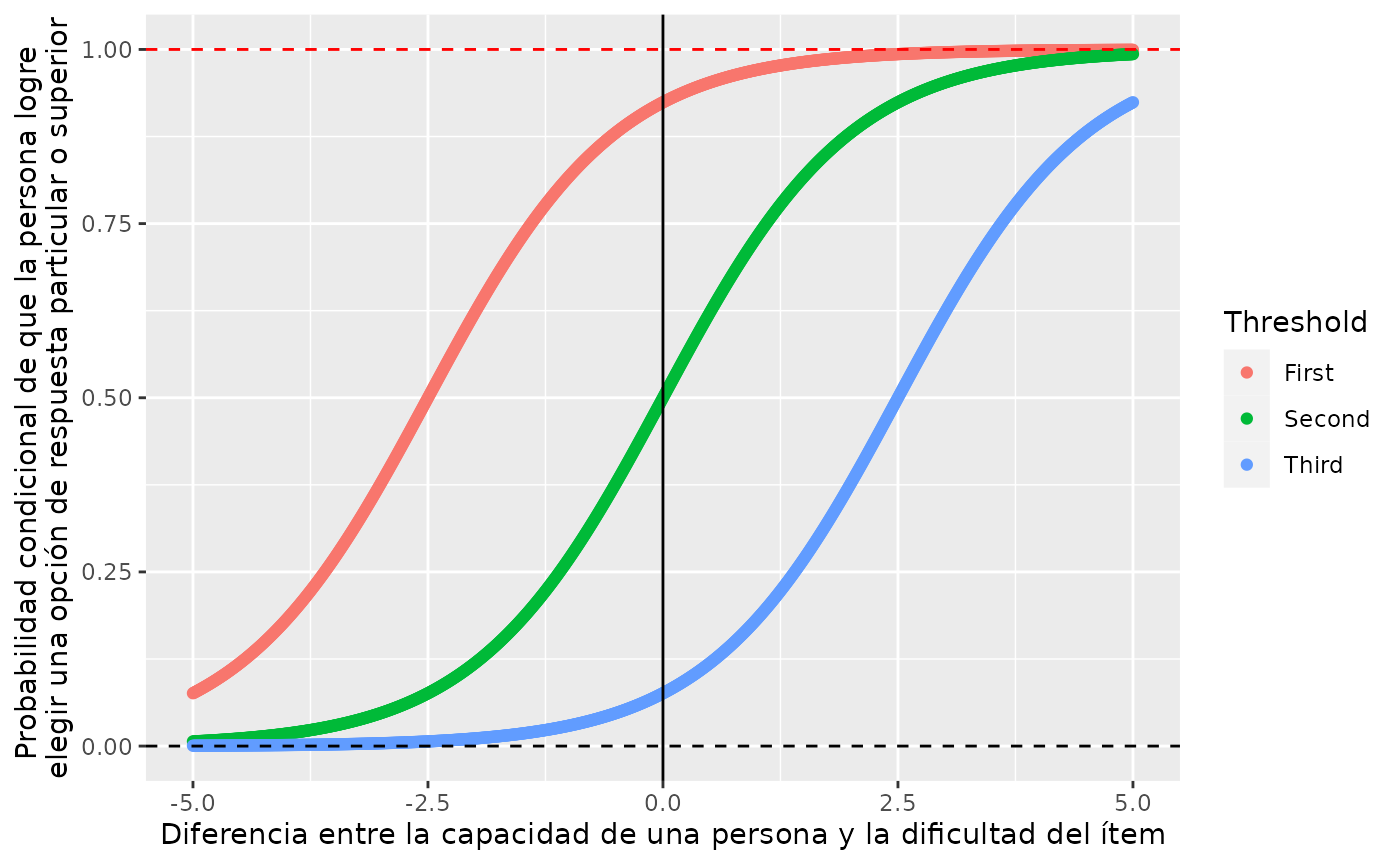 Probabilidad condicional de que la persona logre
elegir una opción de respuesta particular o superior
1.00
0.75
0.50
0.25
0.00
-5.0
-2.5
0.0
2.5
5.0
Diferencia entre la capacidad de una persona y la dificultad del ítem
Threshold
First
Second
Third